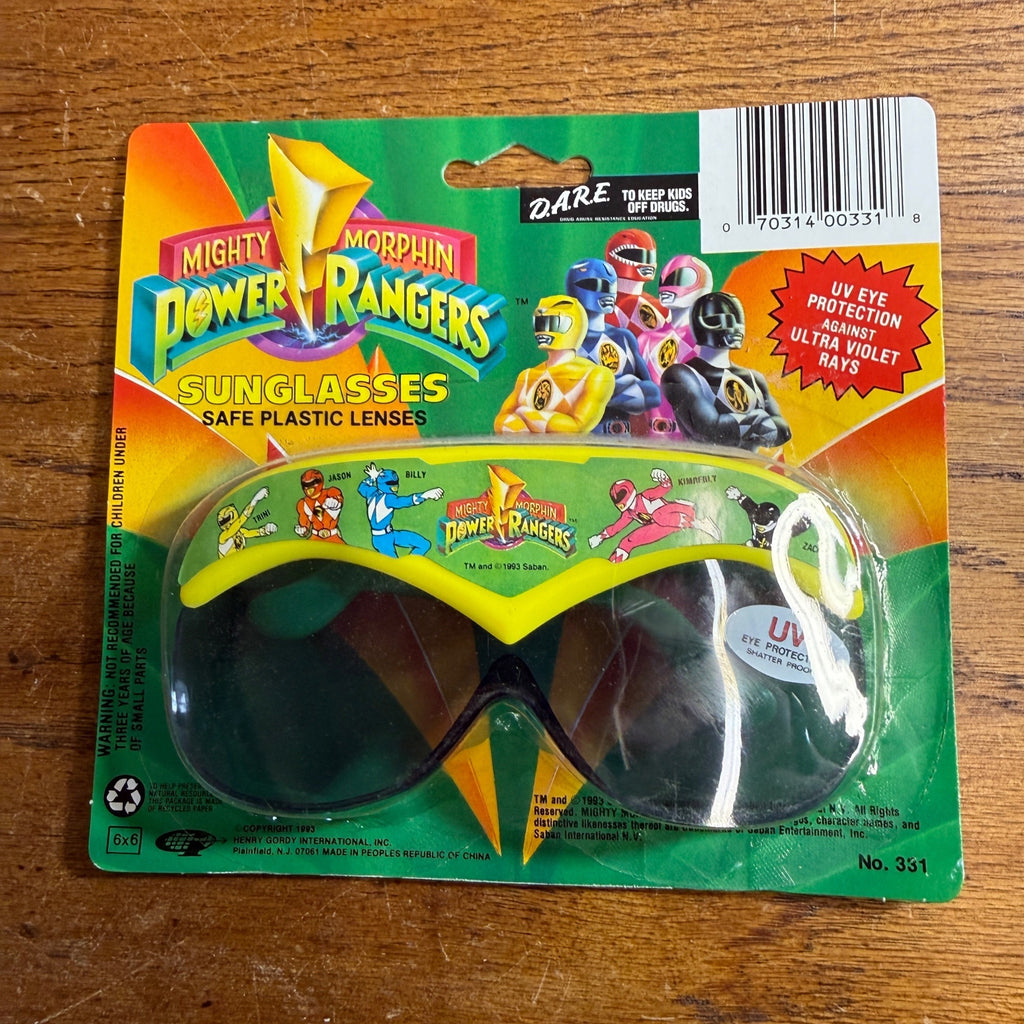 D.A.R.E. TO KEEP KIDS
OFF DRUGS.
DRUG ABUSE RESISTANCE EDUCATION
0 70314 00331 8
MIGHTY MORPHIN
POWER RANGERS
TM
SUNGLASSES
SAFE PLASTIC LENSES
UV EYE
PROTECTION
AGAINST
ULTRA VIOLET
RAYS
TRINI
JASON
BILLY
MIGHTY MORPHIN
POWER RANGERS
TM and ©1993 Saban.
KIMBERLY
UV
EYE
SHATTER
WARNING: NOT RECOMMENDED FOR CHILDREN UNDER
THREE YEARS OF AGE BECAUSE
OF SMALL PARTS
TO HELP
NATURAL
THIS PACKAGE IS MADE
OF RECYCLED PAPER
6x6
©COPYRIGHT 1993
HENRY GORDY INTERNATIONAL, INC.
Plainfield, N.J. 07061 MADE IN PEOPLES REPUBLIC OF CHINA
TM and ©1993 N.V. All Rights
Reserved. MIGHTY character names, and
distinctive likenesses thereof are Saban Entertainment, Inc.
Saban International N.V.
No. 331